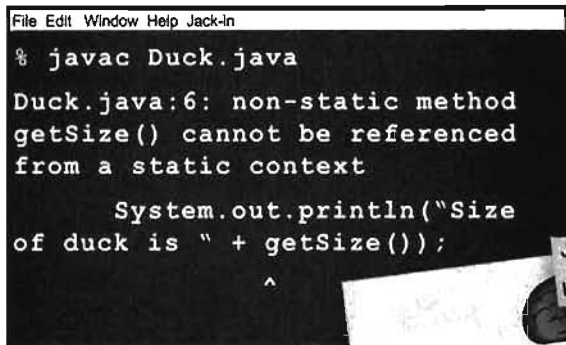 File Edit Window Help Jack-In
% javac Duck.java
Duck.java:6: non-static method
getSize() cannot be referenced
from a static context
System.out.println("Size
of duck is " + getSize());
^